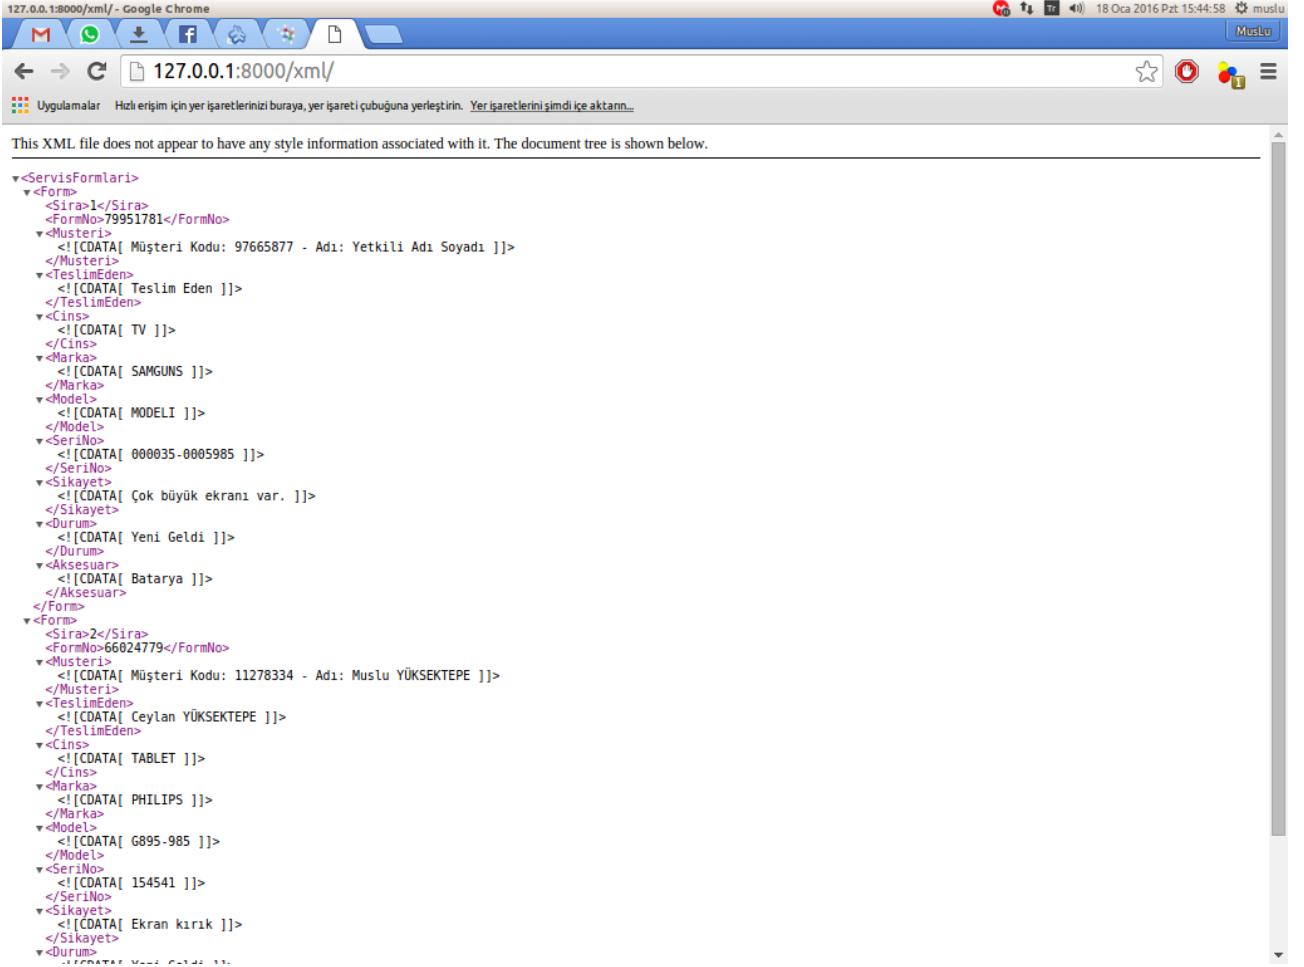 127.0.0.1:8000/xml/ - Google Chrome
Tr
18 Oca 2016 Pzt 15:44:58
muslu
MusLu
127.0.0.1:8000/xml/
1
Uygulamalar
Hızlı erişim için yer işaretlerinizi buraya, yer işareti çubuğuna yerleştirin. Yer işaretlerini şimdi içe aktarın...
This XML file does not appear to have any style information associated with it. The document tree is shown below.
▼<ServisFormlari>
▼<Form>
<Sira>1</Sira>
<FormNo>79951781</FormNo>
▼<Musteri>
<![CDATA[ Müşteri Kodu: 97665877 - Adı: Yetkili Adı Soyadı ]]>
</Musteri>
▼<TeslimEden>
<![CDATA[ Teslim Eden ]]>
</TeslimEden>
▼<Cins>
<![CDATA[ TV ]]>
</Cins>
▼<Marka>
<![CDATA[ SAMGUNS ]]>
</Marka>
▼<Model>
<![CDATA[ MODELI ]]>
</Model>
▼<SeriNo>
<![CDATA[ 000035-0005985 ]]>
</SeriNo>
▼<Sikayet>
<![CDATA[ Çok büyük ekranı var. ]]>
</Sikayet>
▼<Durum>
<![CDATA[ Yeni Geldi ]]>
</Durum>
▼<Aksesuar>
<![CDATA[ Batarya ]]>
</Aksesuar>
</Form>
▼<Form>
<Sira>2</Sira>
<FormNo>66024779</FormNo>
▼<Musteri>
<![CDATA[ Müşteri Kodu: 11278334 - Adı: Muslu YÜKSEKTEPE ]]>
</Musteri>
▼<TeslimEden>
<![CDATA[ Ceylan YÜKSEKTEPE ]]>
</TeslimEden>
▼<Cins>
<![CDATA[ TABLET ]]>
</Cins>
▼<Marka>
<![CDATA[ PHILIPS ]]>
</Marka>
▼<Model>
<![CDATA[ G895-985 ]]>
</Model>
▼<SeriNo>
<![CDATA[ 154541 ]]>
</SeriNo>
▼<Sikayet>
<![CDATA[ Ekran kırık ]]>
</Sikayet>
▼<Durum>
<![CDATA[ Yeni Geldi ]]>